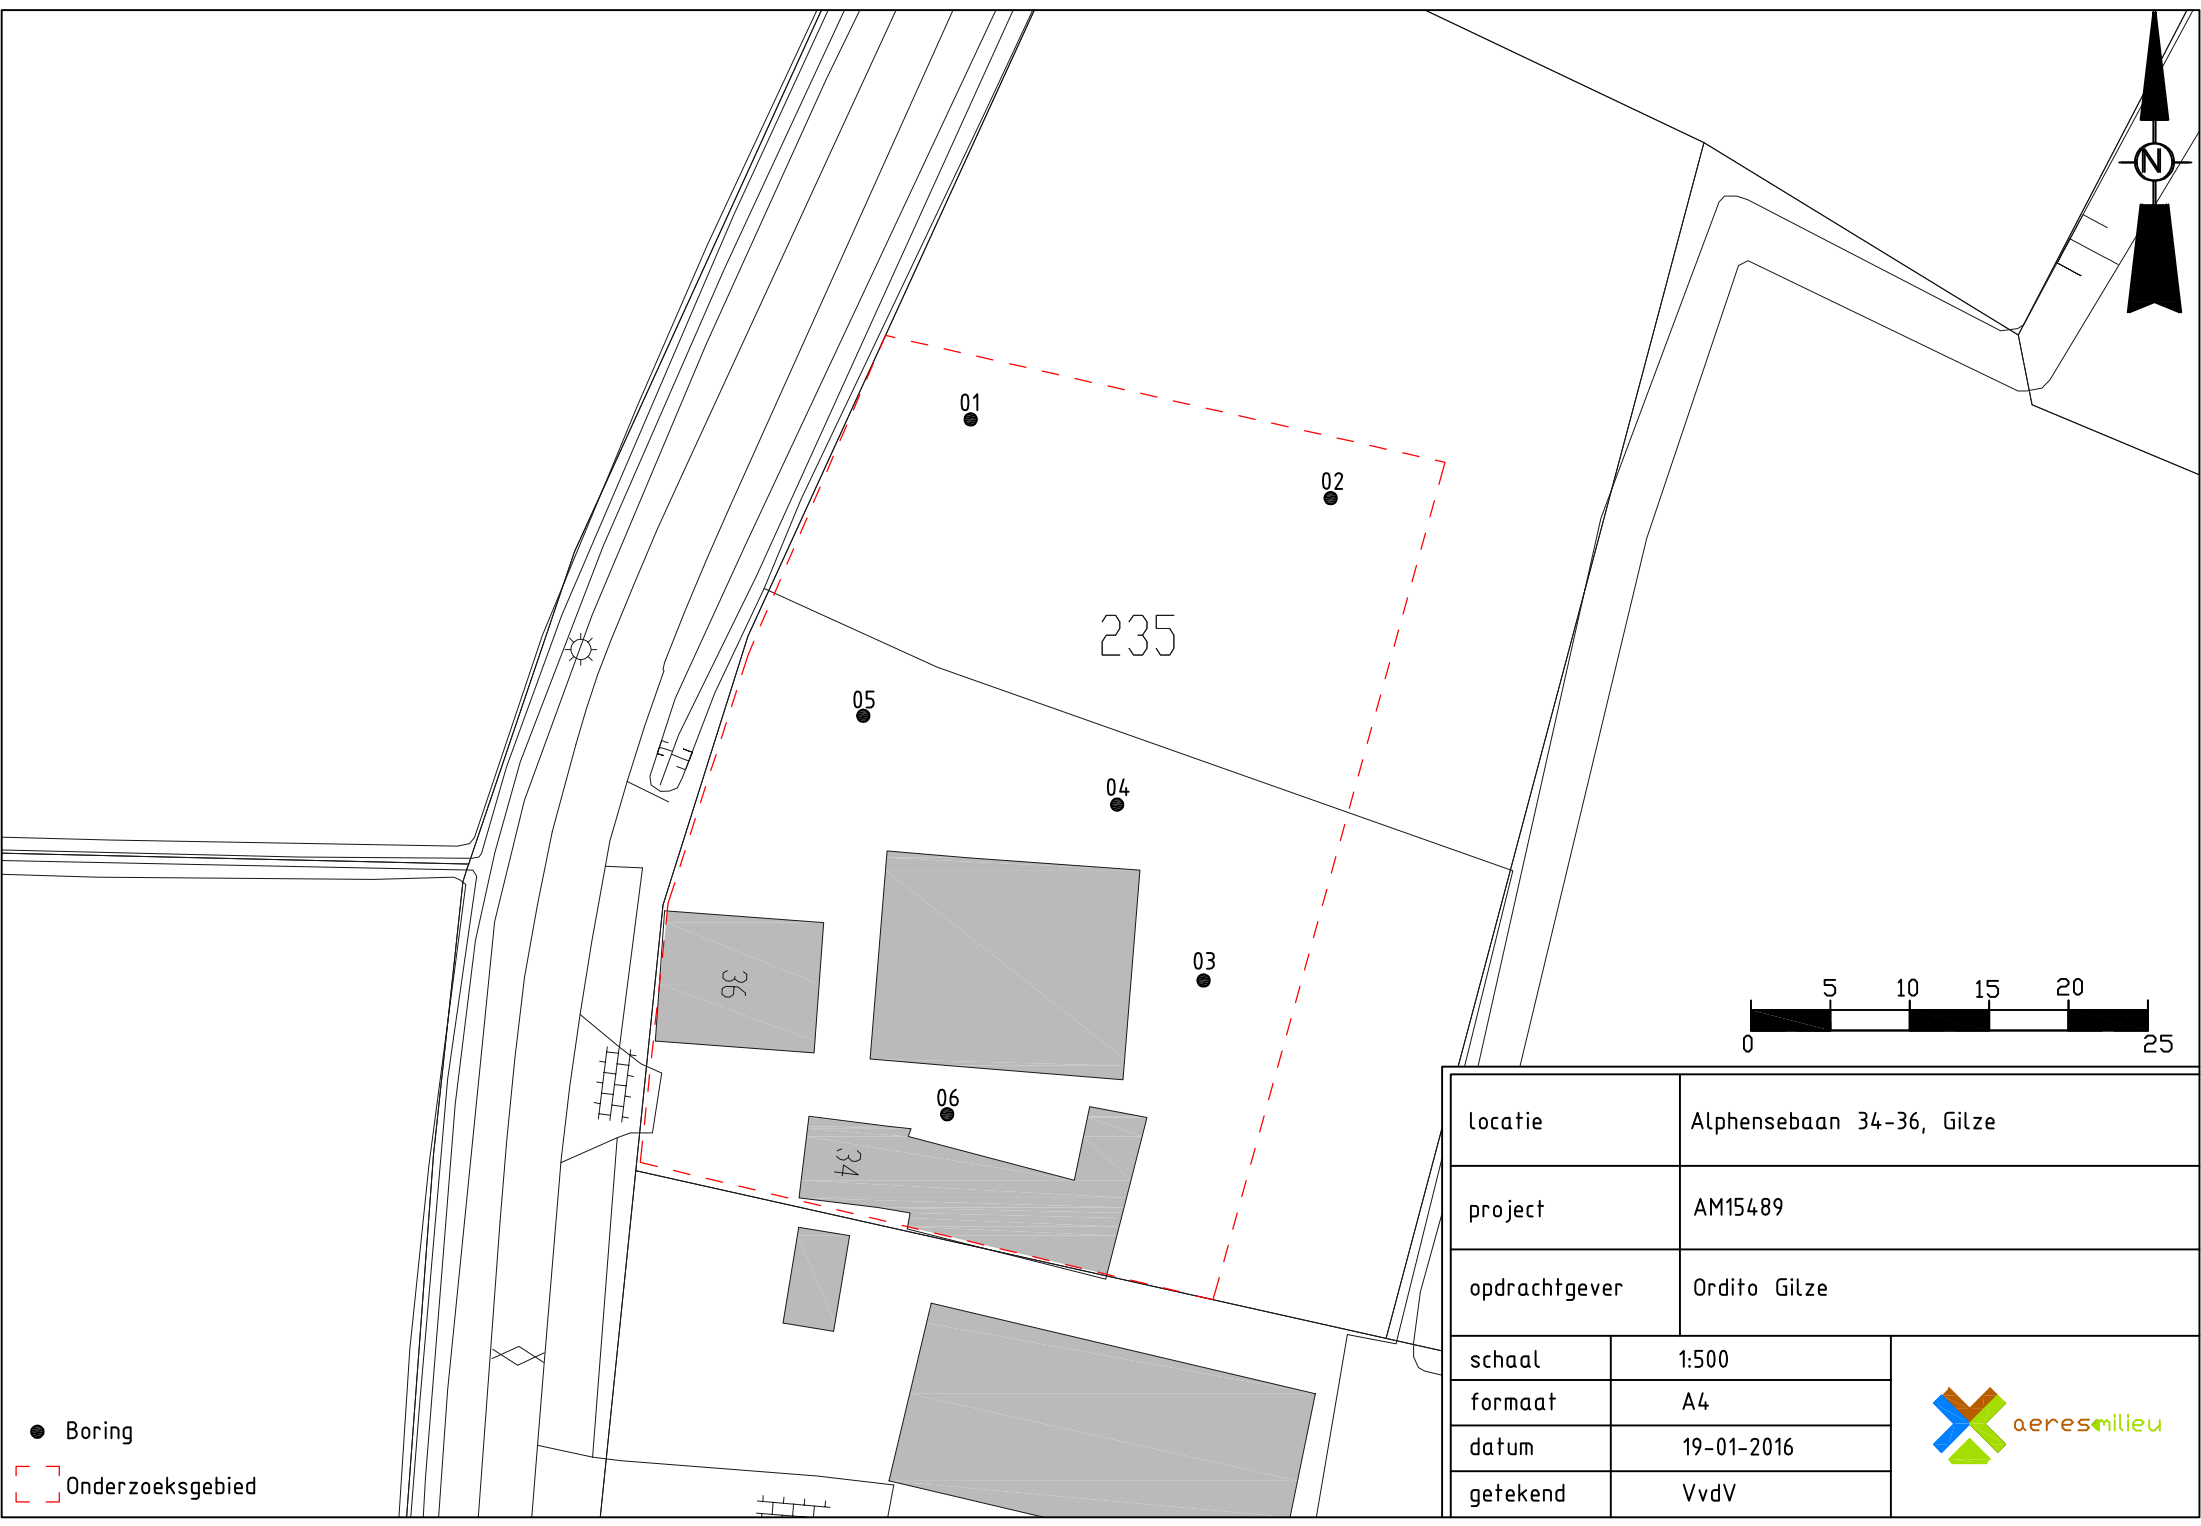 N
01
02
235
05
04
36
03
06
34
5 10 15 20
0 25
locatie Alphensebaan 34-36, Gilze
project AM15489
opdrachtgever Ordito Gilze
schaal 1:500
formaat A4
datum 19-01-2016
getekend VvdV
aeresmilieu
Boring
Onderzoeksgebied